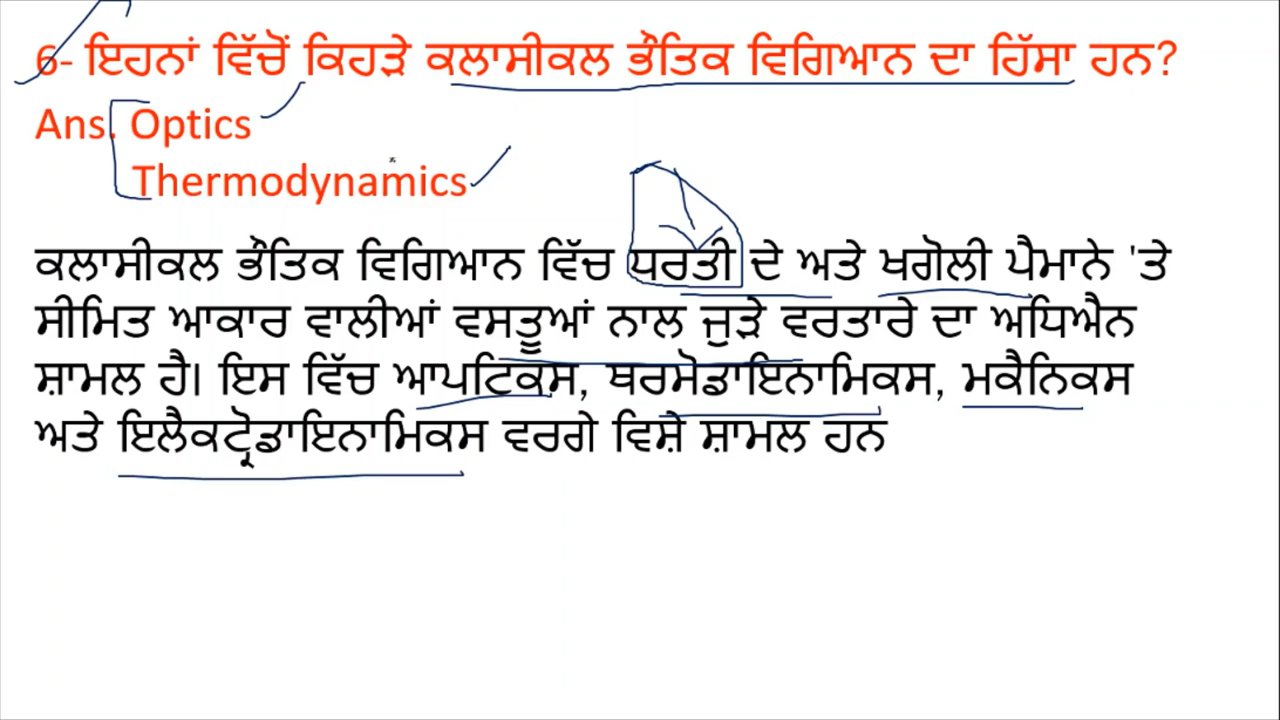 6- ਇਹਨਾਂ ਵਿੱਚੋਂ ਕਿਹੜੇ ਕਲਾਸੀਕਲ ਭੌਤਿਕ ਵਿਗਿਆਨ ਦਾ ਹਿੱਸਾ ਹਨ?
Ans. Optics
Thermodynamics
ਕਲਾਸੀਕਲ ਭੌਤਿਕ ਵਿਗਿਆਨ ਵਿੱਚ ਧਰਤੀ ਦੇ ਅਤੇ ਖਗੋਲੀ ਪੈਮਾਨੇ 'ਤੇ
ਸੀਮਿਤ ਆਕਾਰ ਵਾਲੀਆਂ ਵਸਤੂਆਂ ਨਾਲ ਜੁੜੇ ਵਰਤਾਰੇ ਦਾ ਅਧਿਐਨ
ਸ਼ਾਮਲ ਹੈ। ਇਸ ਵਿੱਚ ਆਪਟਿਕਸ, ਥਰਮੋਡਾਇਨਾਮਿਕਸ, ਮਕੈਨਿਕਸ
ਅਤੇ ਇਲੈਕਟ੍ਰੋਡਾਇਨਾਮਿਕਸ ਵਰਗੇ ਵਿਸ਼ੇ ਸ਼ਾਮਲ ਹਨ